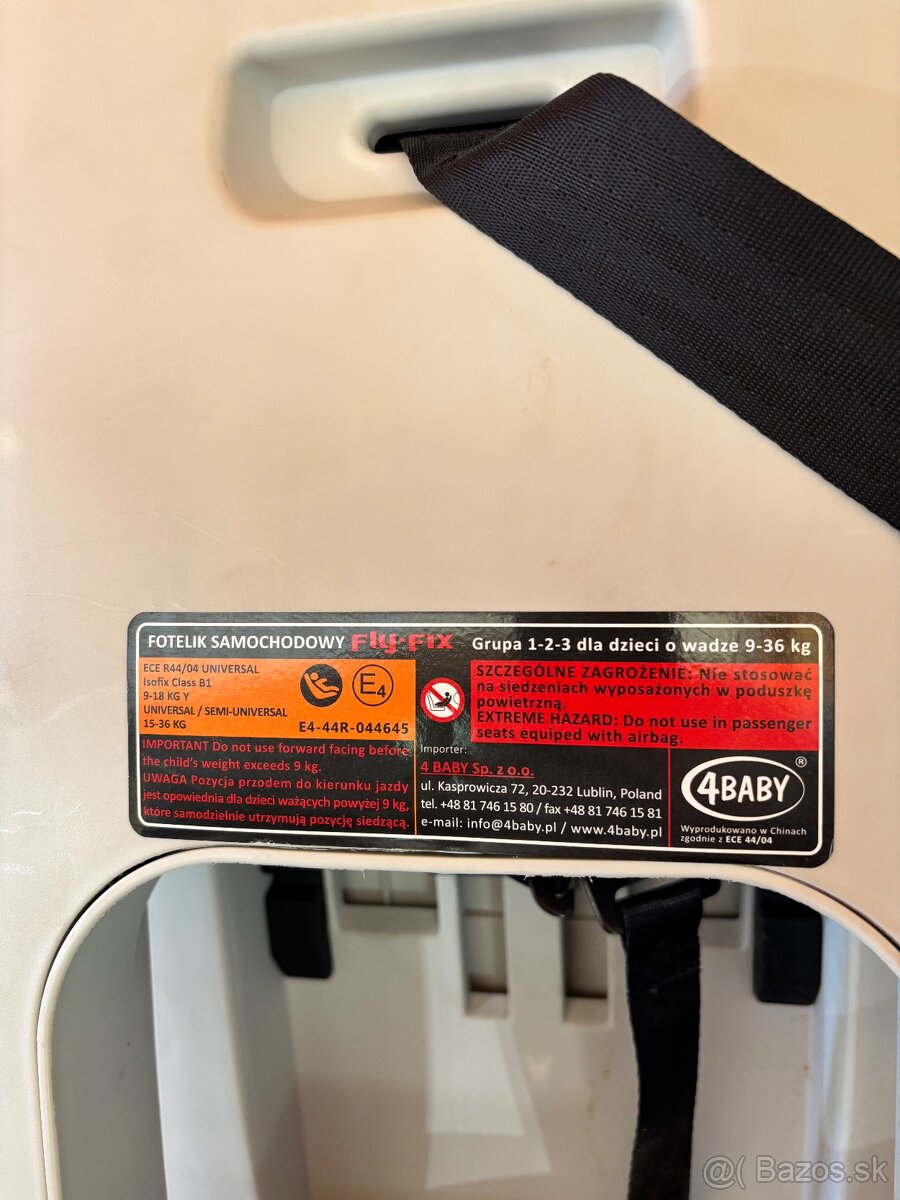 FOTELIK SAMOCHODOWY Fly-Fix Grupa 1-2-3 dla dzieci o wadze 9-36 kg
ECE R44/04 UNIVERSAL
Isofix Class B1
9-18 KG Y
UNIVERSAL / SEMI-UNIVERSAL
15-36 KG
E4
E4-44R-044645
IMPORTANT Do not use forward facing before
the child's weight exceeds 9 kg.
UWAGA Pozycja przodem do kierunku jazdy
jest opowiednia dla dzieci ważących powyżej 9 kg,
które samodzielnie utrzymują pozycję siedzącą.
SZCZEGÓLNE ZAGROŻENIE: Nie stosować
na siedzeniach wyposażonych w poduszkę
powietrzną.
EXTREME HAZARD: Do not use in passenger
seats equiped with airbag.
Importer:
4 BABY Sp. z o.o.
ul. Kasprowicza 72, 20-232 Lublin, Poland
tel. +48 81 746 15 80 / fax +48 81 746 15 81
e-mail: info@4baby.pl / www.4baby.pl
4BABY ®
Wyprodukowano w Chinach
zgodnie z ECE 44/04
@( Bazos.sk